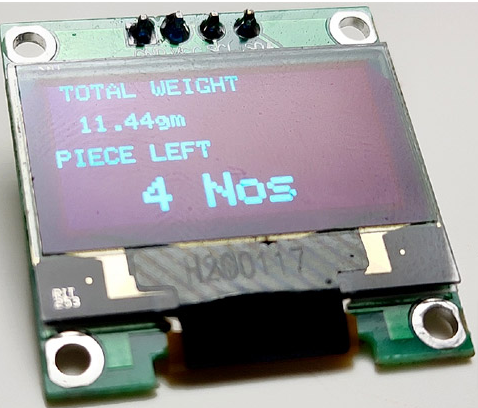 TOTAL WEIGHT
11.44gm
PIECE LEFT
4 Nos
H200117